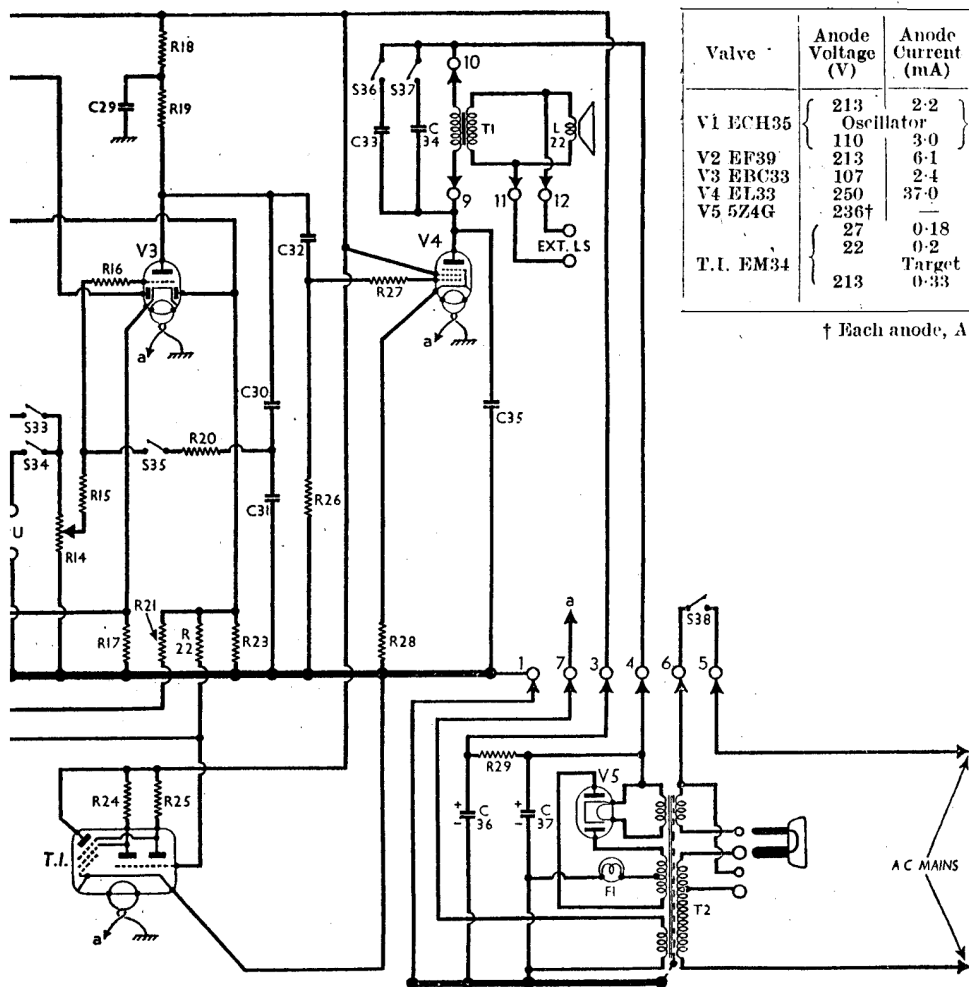 R18
C29
R19
S36
S37
10
C33
C
34
T1
L
22
9
11
12
EXT. LS
V3
R16
C32
V4
R27
a
a
S33
S34
R20
S35
C30
C31
R15
R26
C35
U
R14
R21
R17
R
22
R23
R28
a
S38
1
7
3
4
6
5
R29
V5
+
-
C
36
+
-
C
37
F1
T2
A C MAINS
R24
R25
T.I.
a
Valve
Anode Voltage (V)
Anode Current (mA)
V1 ECH35 { 213 2·2 }
Oscillator
110 3·0
V2 EF39 213 6·1
V3 EBC33 107 2·4
V4 EL33 250 37·0
V5 5Z4G 236† —
T.I. EM34 { 27 0·18
22 0·2
Target
213 0·33
† Each anode, A